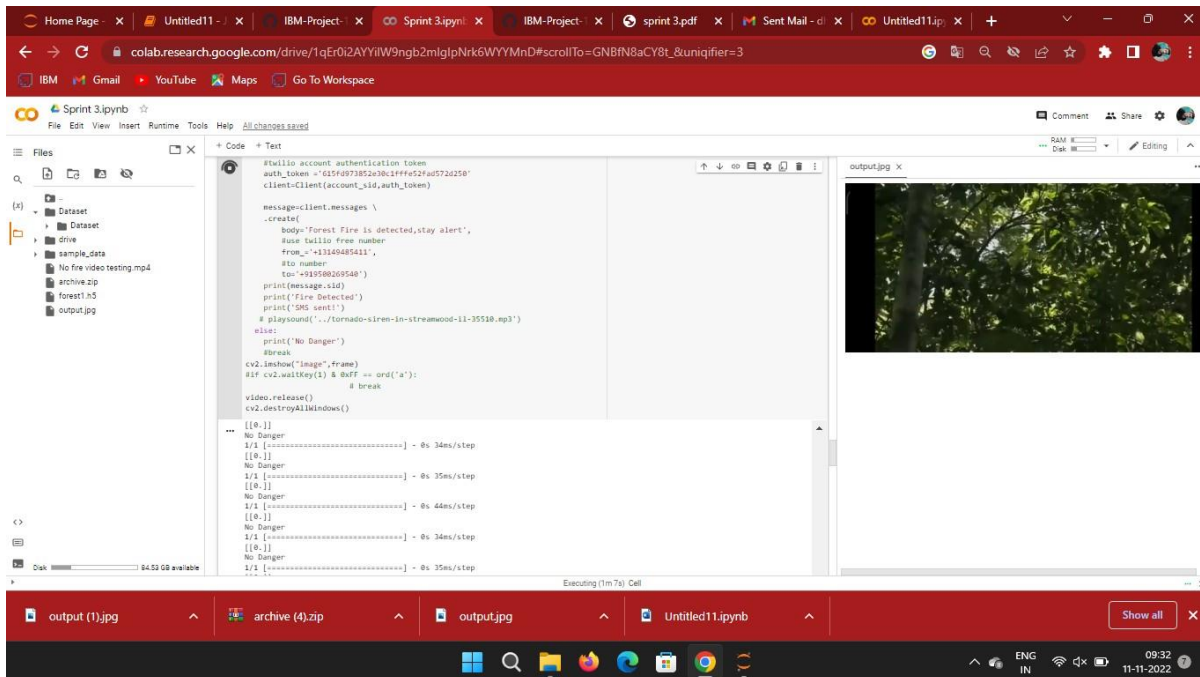 Home Page -
Untitled11 - J
IBM-Project-1
Sprint 3.ipynb
IBM-Project-
sprint 3.pdf
Sent Mail - dl
Untitled11.ip
colab.research.google.com/drive/1qEr0i2AYYiIW9ngb2mIgIpNrk6WYYMnD#scrollTo=GNBfN8aCY8t_&uniqifier=3
IBM
Gmail
YouTube
Maps
Go To Workspace
CO
Sprint 3.ipynb
File Edit View Insert Runtime Tools Help All changes saved
Comment
Share
Files
+ Code + Text
RAM
Disk
Editing
..
Dataset
Dataset
drive
sample_data
No fire video testing.mp4
archive.zip
forest1.h5
output.jpg
{x}
Disk
84.53 GB available
#twilio account authentication token
auth_token ='615fd973852e30c1fffe52fad572d250'
client=Client(account_sid,auth_token)
message=client.messages \
.create(
body='Forest Fire is detected,stay alert',
#use twilio free number
from_='+13149485411',
#to number
to='+919500269540')
print(message.sid)
print('Fire Detected')
print('SMS sent!')
# playsound('../tornado-siren-in-streamwood-il-35510.mp3')
else:
print('No Danger')
#break
cv2.imshow("image",frame)
#if cv2.waitKey(1) & 0xFF == ord('a'):
# break
video.release()
cv2.destroyAllWindows()
[[0.]]
No Danger
1/1 [==============================] - 0s 34ms/step
[[0.]]
No Danger
1/1 [==============================] - 0s 35ms/step
[[0.]]
No Danger
1/1 [==============================] - 0s 44ms/step
[[0.]]
No Danger
1/1 [==============================] - 0s 34ms/step
[[0.]]
No Danger
1/1 [==============================] - 0s 35ms/step
output.jpg
Executing (1m 7s) Cell
output (1).jpg
archive (4).zip
output.jpg
Untitled11.ipynb
Show all
ENG
IN
09:32
11-11-2022
7